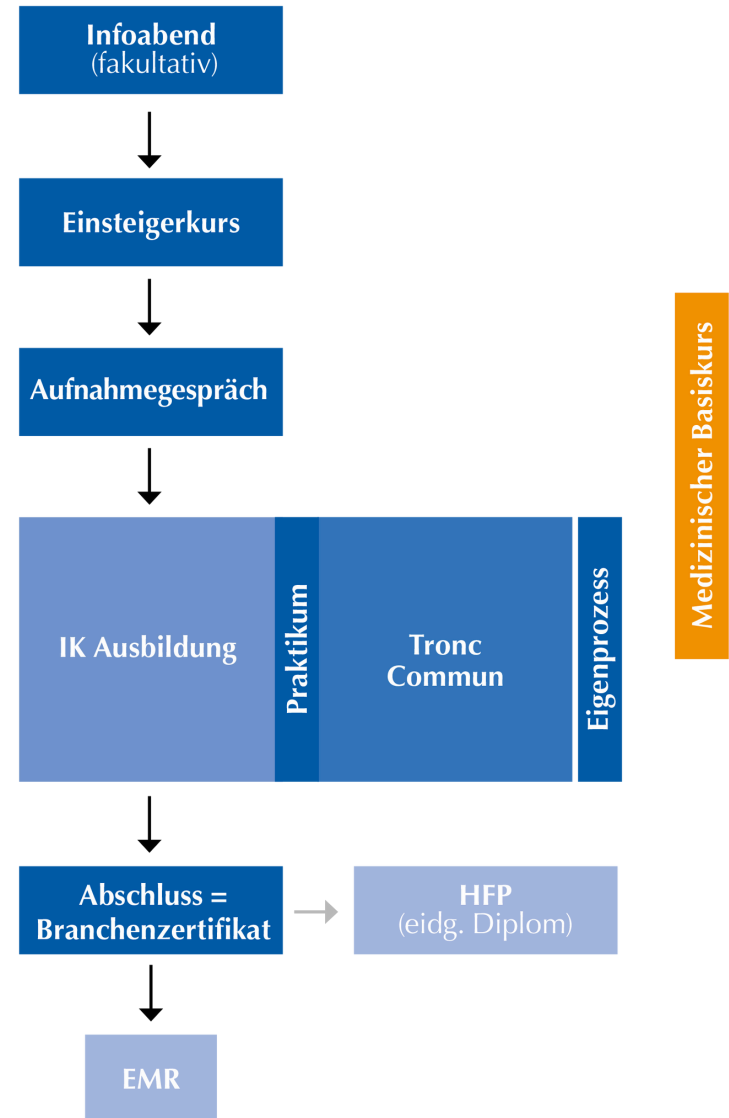 Infoabend
(fakultativ)
Einsteigerkurs
Aufnahmegespräch
IK Ausbildung
Praktikum
Tronc
Commun
Eigenprozess
Medizinischer Basiskurs
Abschluss =
Branchenzertifikat
HFP
(eidg. Diplom)
EMR